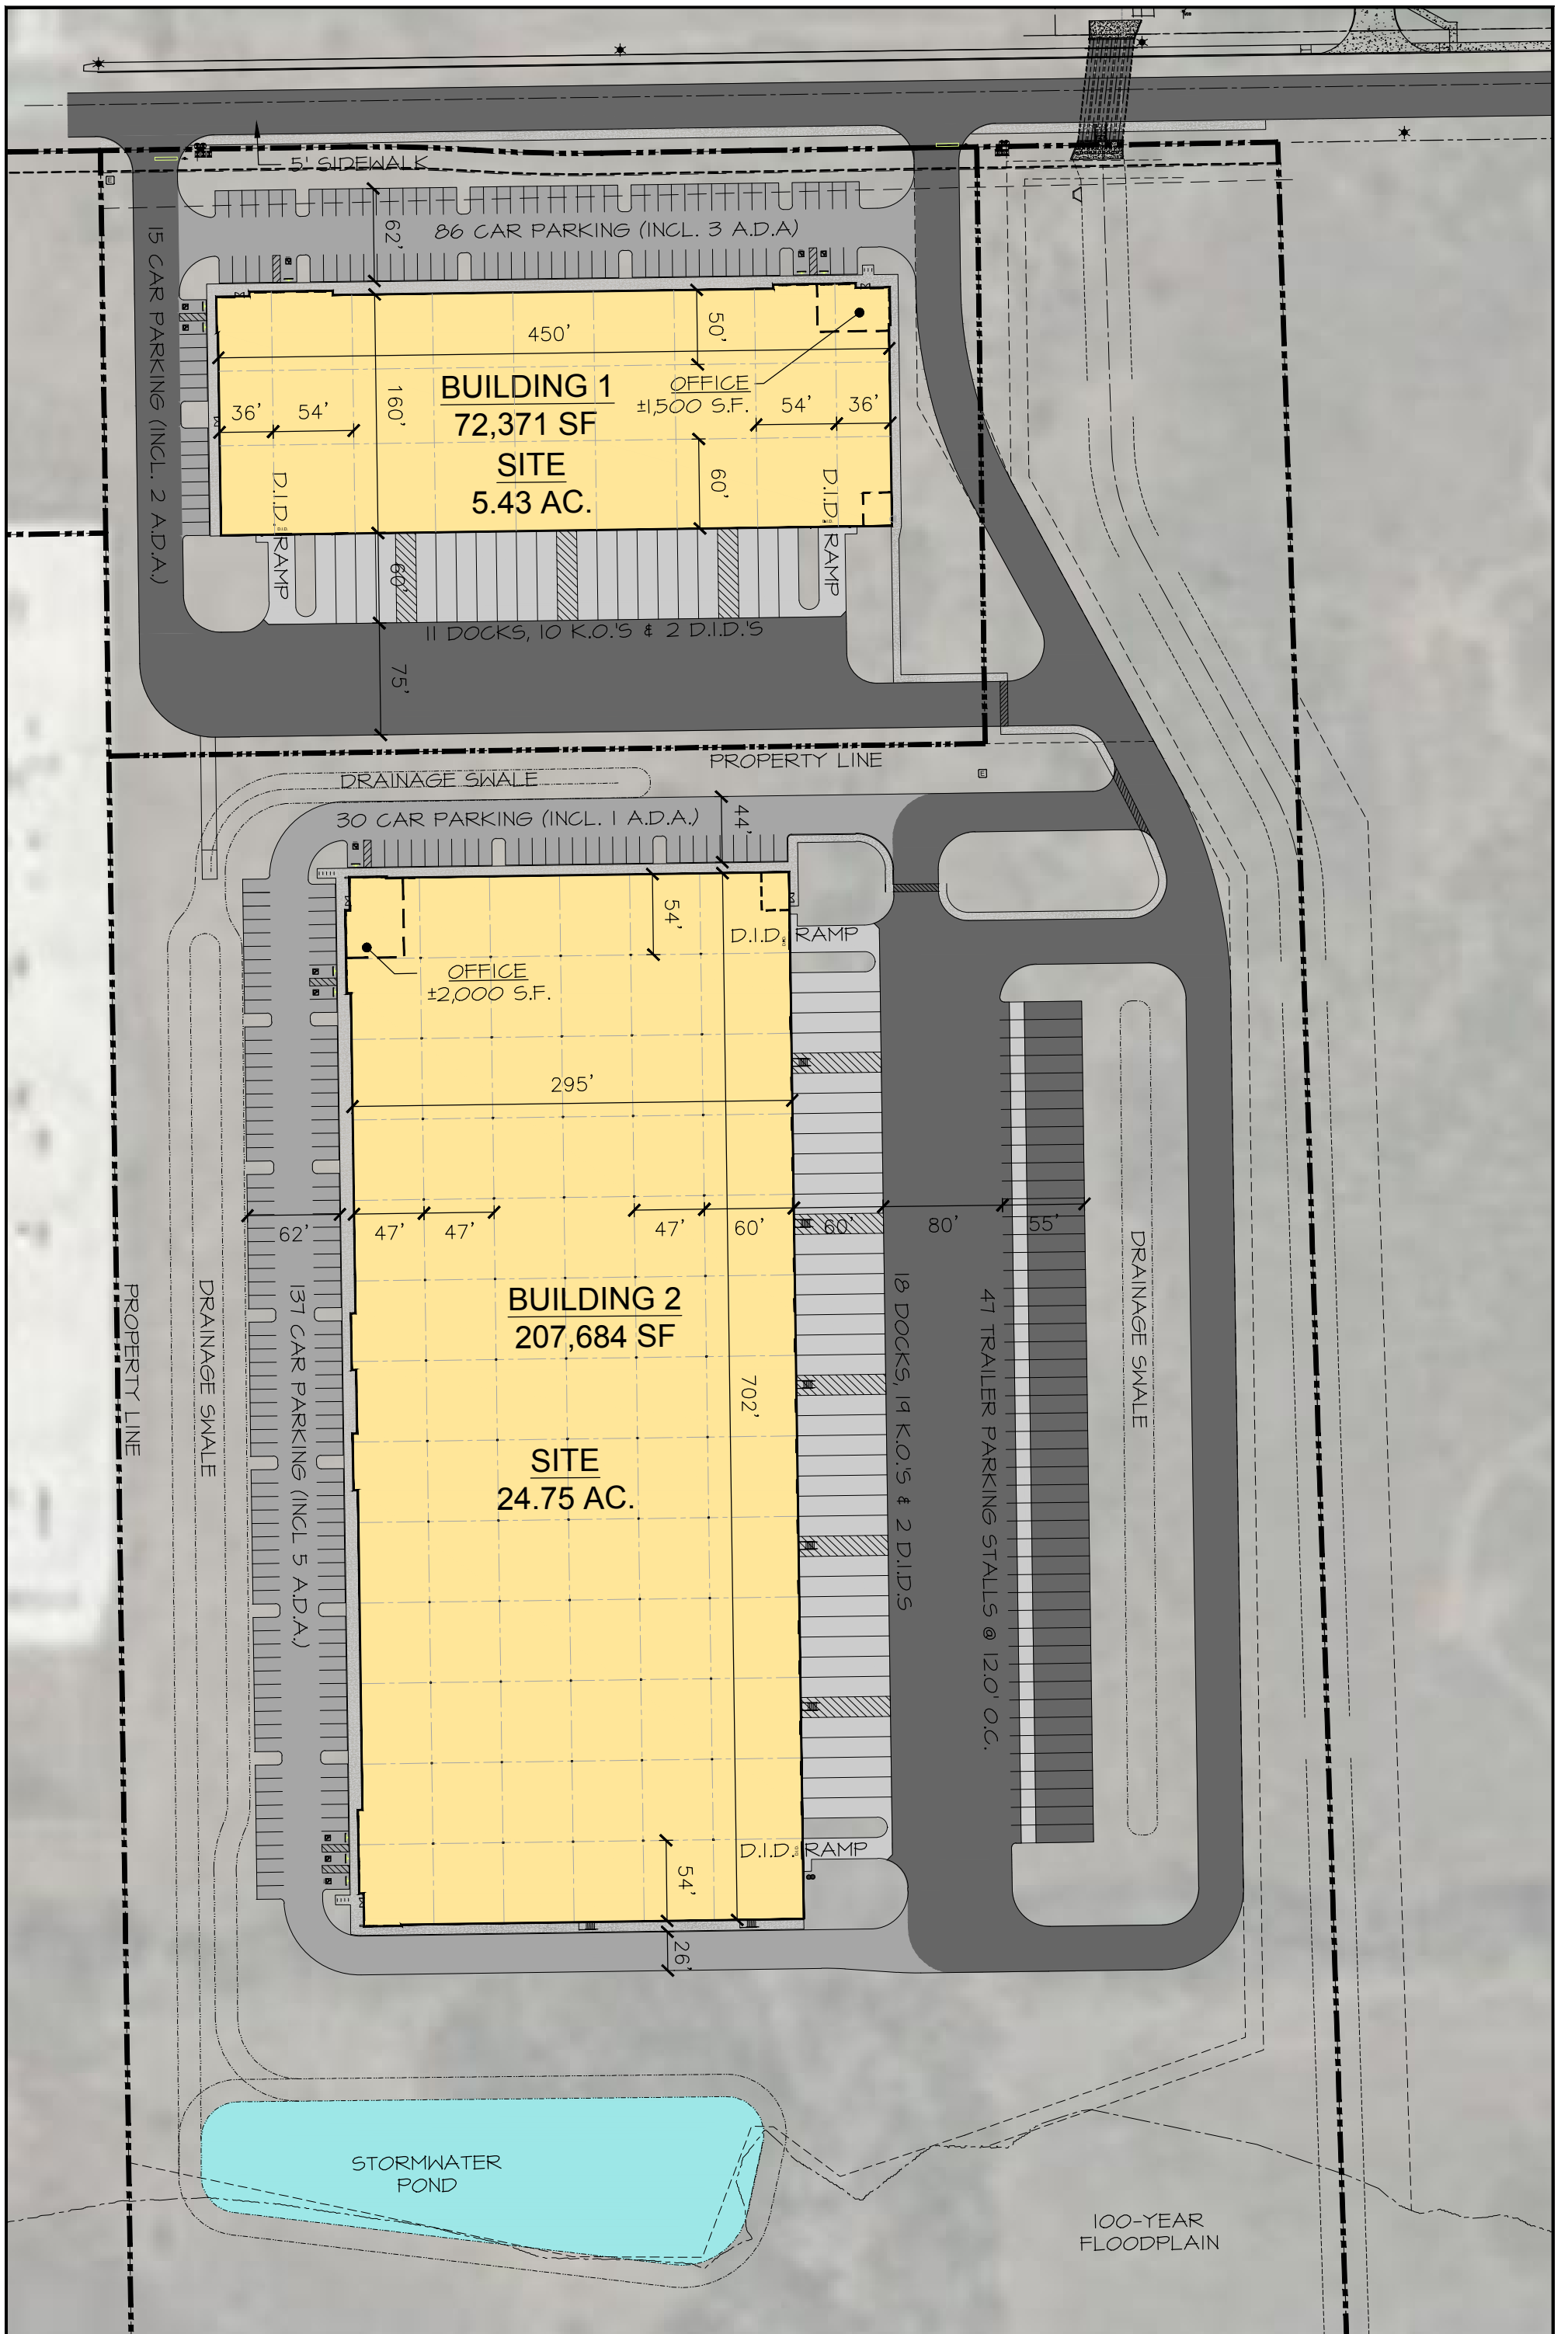 5' SIDEWALK
86 CAR PARKING (INCL. 3 A.D.A)
62'
15 CAR PARKING (INCL. 2 A.D.A.)
450'
50'
BUILDING 1
72,371 SF
OFFICE
±1,500 S.F.
160'
36'
54'
54'
36'
SITE
5.43 AC.
60'
D.I.D. RAMP
D.I.D. RAMP
60'
11 DOCKS, 10 K.O.'S & 2 D.I.D.'S
75'
PROPERTY LINE
DRAINAGE SWALE
30 CAR PARKING (INCL. 1 A.D.A.)
44'
54'
D.I.D. RAMP
OFFICE
±2,000 S.F.
295'
62'
47'
47'
47'
60'
60'
80'
55'
BUILDING 2
207,684 SF
702'
SITE
24.75 AC.
PROPERTY LINE
DRAINAGE SWALE
137 CAR PARKING (INCL 5 A.D.A.)
18 DOCKS, 19 K.O.'S & 2 D.I.D.S
47 TRAILER PARKING STALLS @ 12.0' O.C.
DRAINAGE SWALE
D.I.D. RAMP
54'
26'
STORMWATER
POND
100-YEAR
FLOODPLAIN